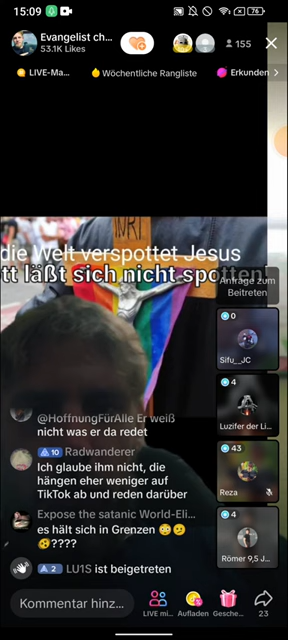 15:09
76
Evangelist ch...
53.1K Likes
155
LIVE-Ma...
Wöchentliche Rangliste
Erkunden
INRI
die Welt verspottet Jesus
tt läßt sich nicht spotten!
Anfrage zum
Beitreten
0
Sifu__JC
4
Luzifer der Li...
43
Reza
4
Römer 9,5 J...
@HoffnungFürAlle Er weiß
nicht was er da redet
10 Radwanderer
Ich glaube ihm nicht, die
hängen eher weniger auf
TikTok ab und reden darüber
Expose the satanic World-Eli...
es hält sich in Grenzen 😳😕
🤔????
2 LU1S ist beigetreten
Kommentar hinz...
LIVE mi...
Aufladen
Gesche...
23